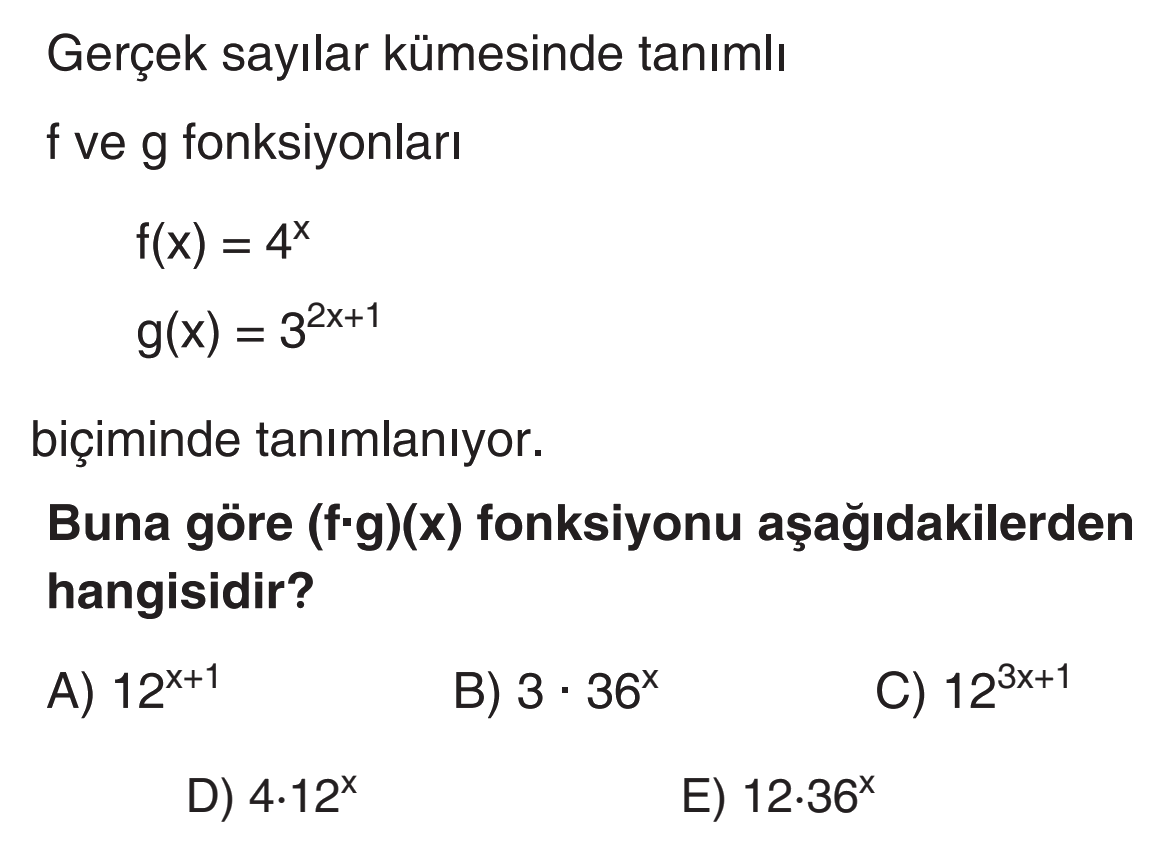 Gerçek sayılar kümesinde tanımlı
f ve g fonksiyonları
f(x) = 4^x
g(x) = 3^{2x+1}
biçiminde tanımlanıyor.
Buna göre (f·g)(x) fonksiyonu aşağıdakilerden
hangisidir?
A) 12^{x+1} B) 3 · 36^x C) 12^{3x+1}
D) 4·12^x E) 12·36^x